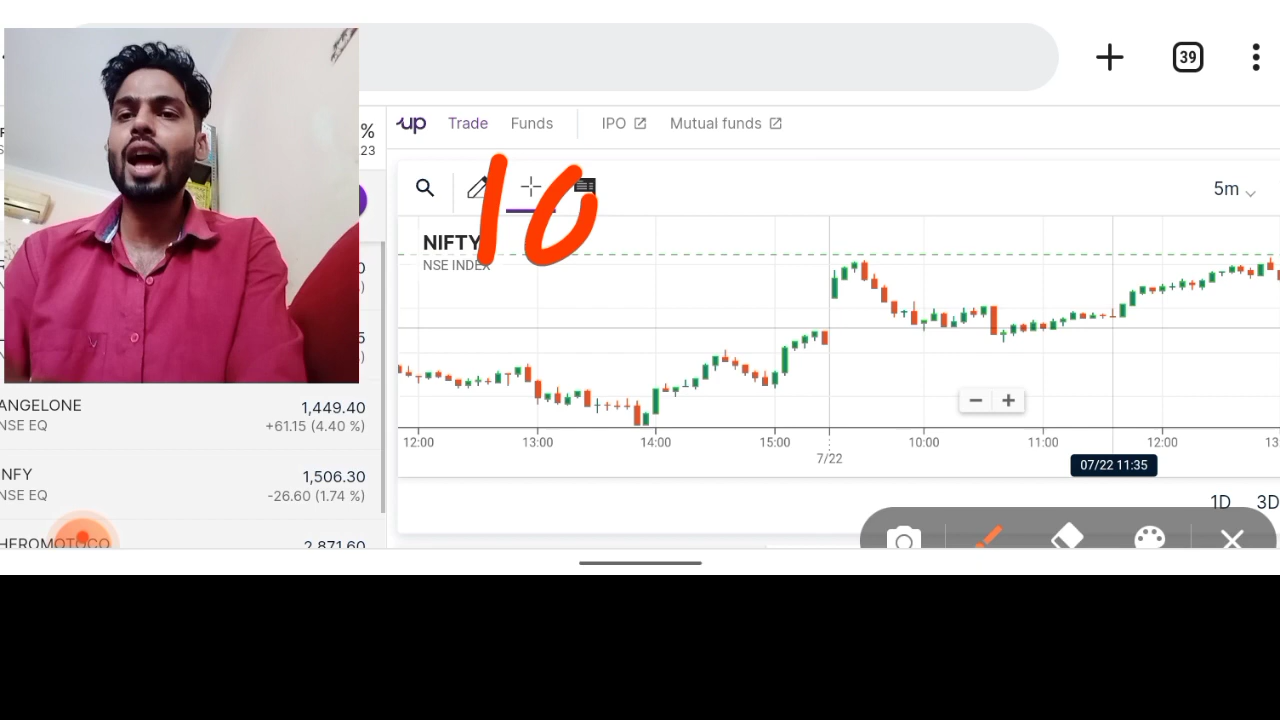 39
up Trade Funds IPO Mutual funds
%
23
10
5m
NIFTY
NSE INDEX
ANGELONE 1,449.40
NSE EQ +61.15 (4.40 %)
NFY 1,506.30
NSE EQ -26.60 (1.74 %)
HEROMOTOCO 2,871.60
12:00 13:00 14:00 15:00 10:00 11:00 12:00 13
7/22
07/22 11:35
1D 3D